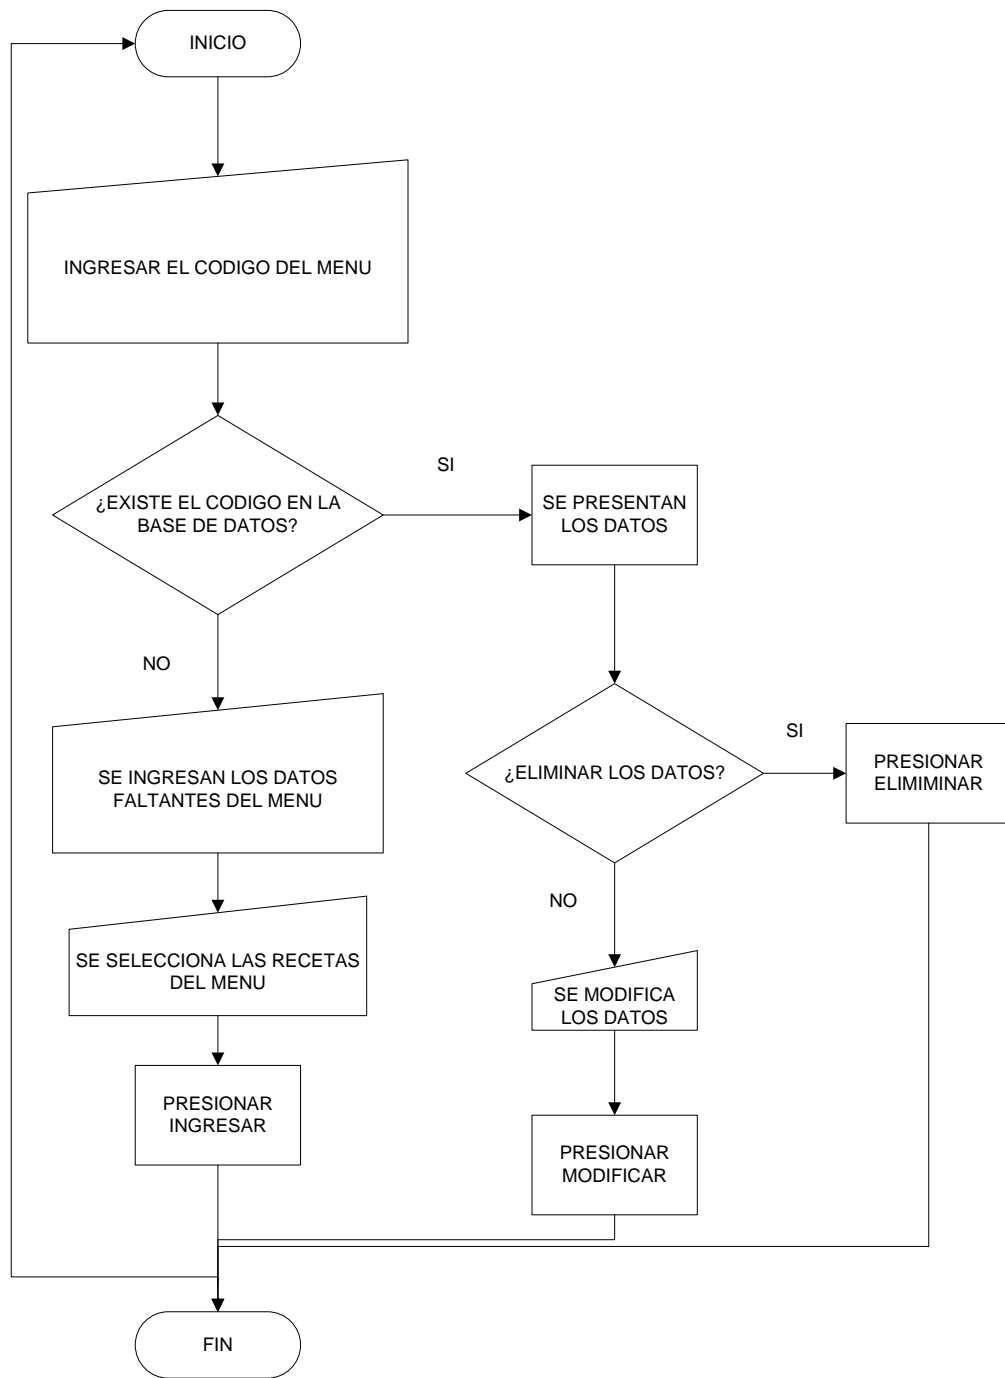 INICIO
INGRESAR EL CODIGO DEL MENU
¿EXISTE EL CODIGO EN LA
BASE DE DATOS?
SI
SE PRESENTAN
LOS DATOS
NO
SE INGRESAN LOS DATOS
FALTANTES DEL MENU
¿ELIMINAR LOS DATOS?
SI
PRESIONAR
ELIMIMINAR
NO
SE SELECCIONA LAS RECETAS
DEL MENU
SE MODIFICA
LOS DATOS
PRESIONAR
INGRESAR
PRESIONAR
MODIFICAR
FIN